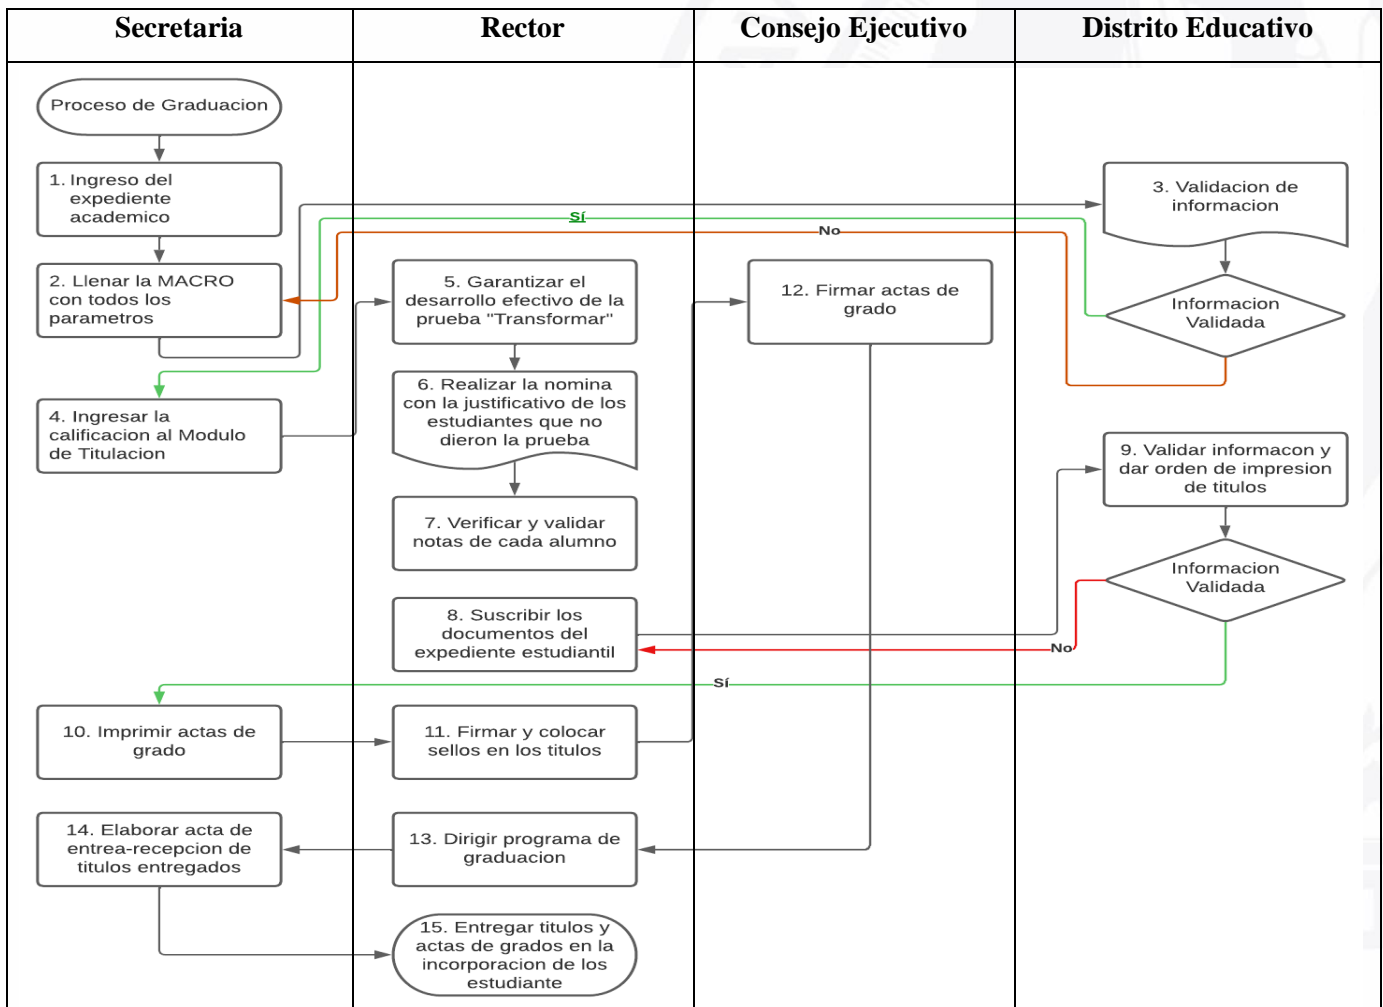 Secretaria
Rector
Consejo Ejecutivo
Distrito Educativo
Proceso de Graduacion
1. Ingreso del
expediente
academico
2. Llenar la MACRO
con todos los
parametros
3. Validacion de
informacion
Informacion
Validada
Sí
No
4. Ingresar la
calificacion al Modulo
de Titulacion
5. Garantizar el
desarrollo efectivo de la
prueba "Transformar"
6. Realizar la nomina
con la justificativo de los
estudiantes que no
dieron la prueba
7. Verificar y validar
notas de cada alumno
8. Suscribir los
documentos del
expediente estudiantil
9. Validar informacon y
dar orden de impresion
de titulos
Informacion
Validada
No
Sí
10. Imprimir actas de
grado
11. Firmar y colocar
sellos en los titulos
12. Firmar actas de
grado
13. Dirigir programa de
graduacion
14. Elaborar acta de
entrea-recepcion de
titulos entregados
15. Entregar titulos y
actas de grados en la
incorporacion de los
estudiante